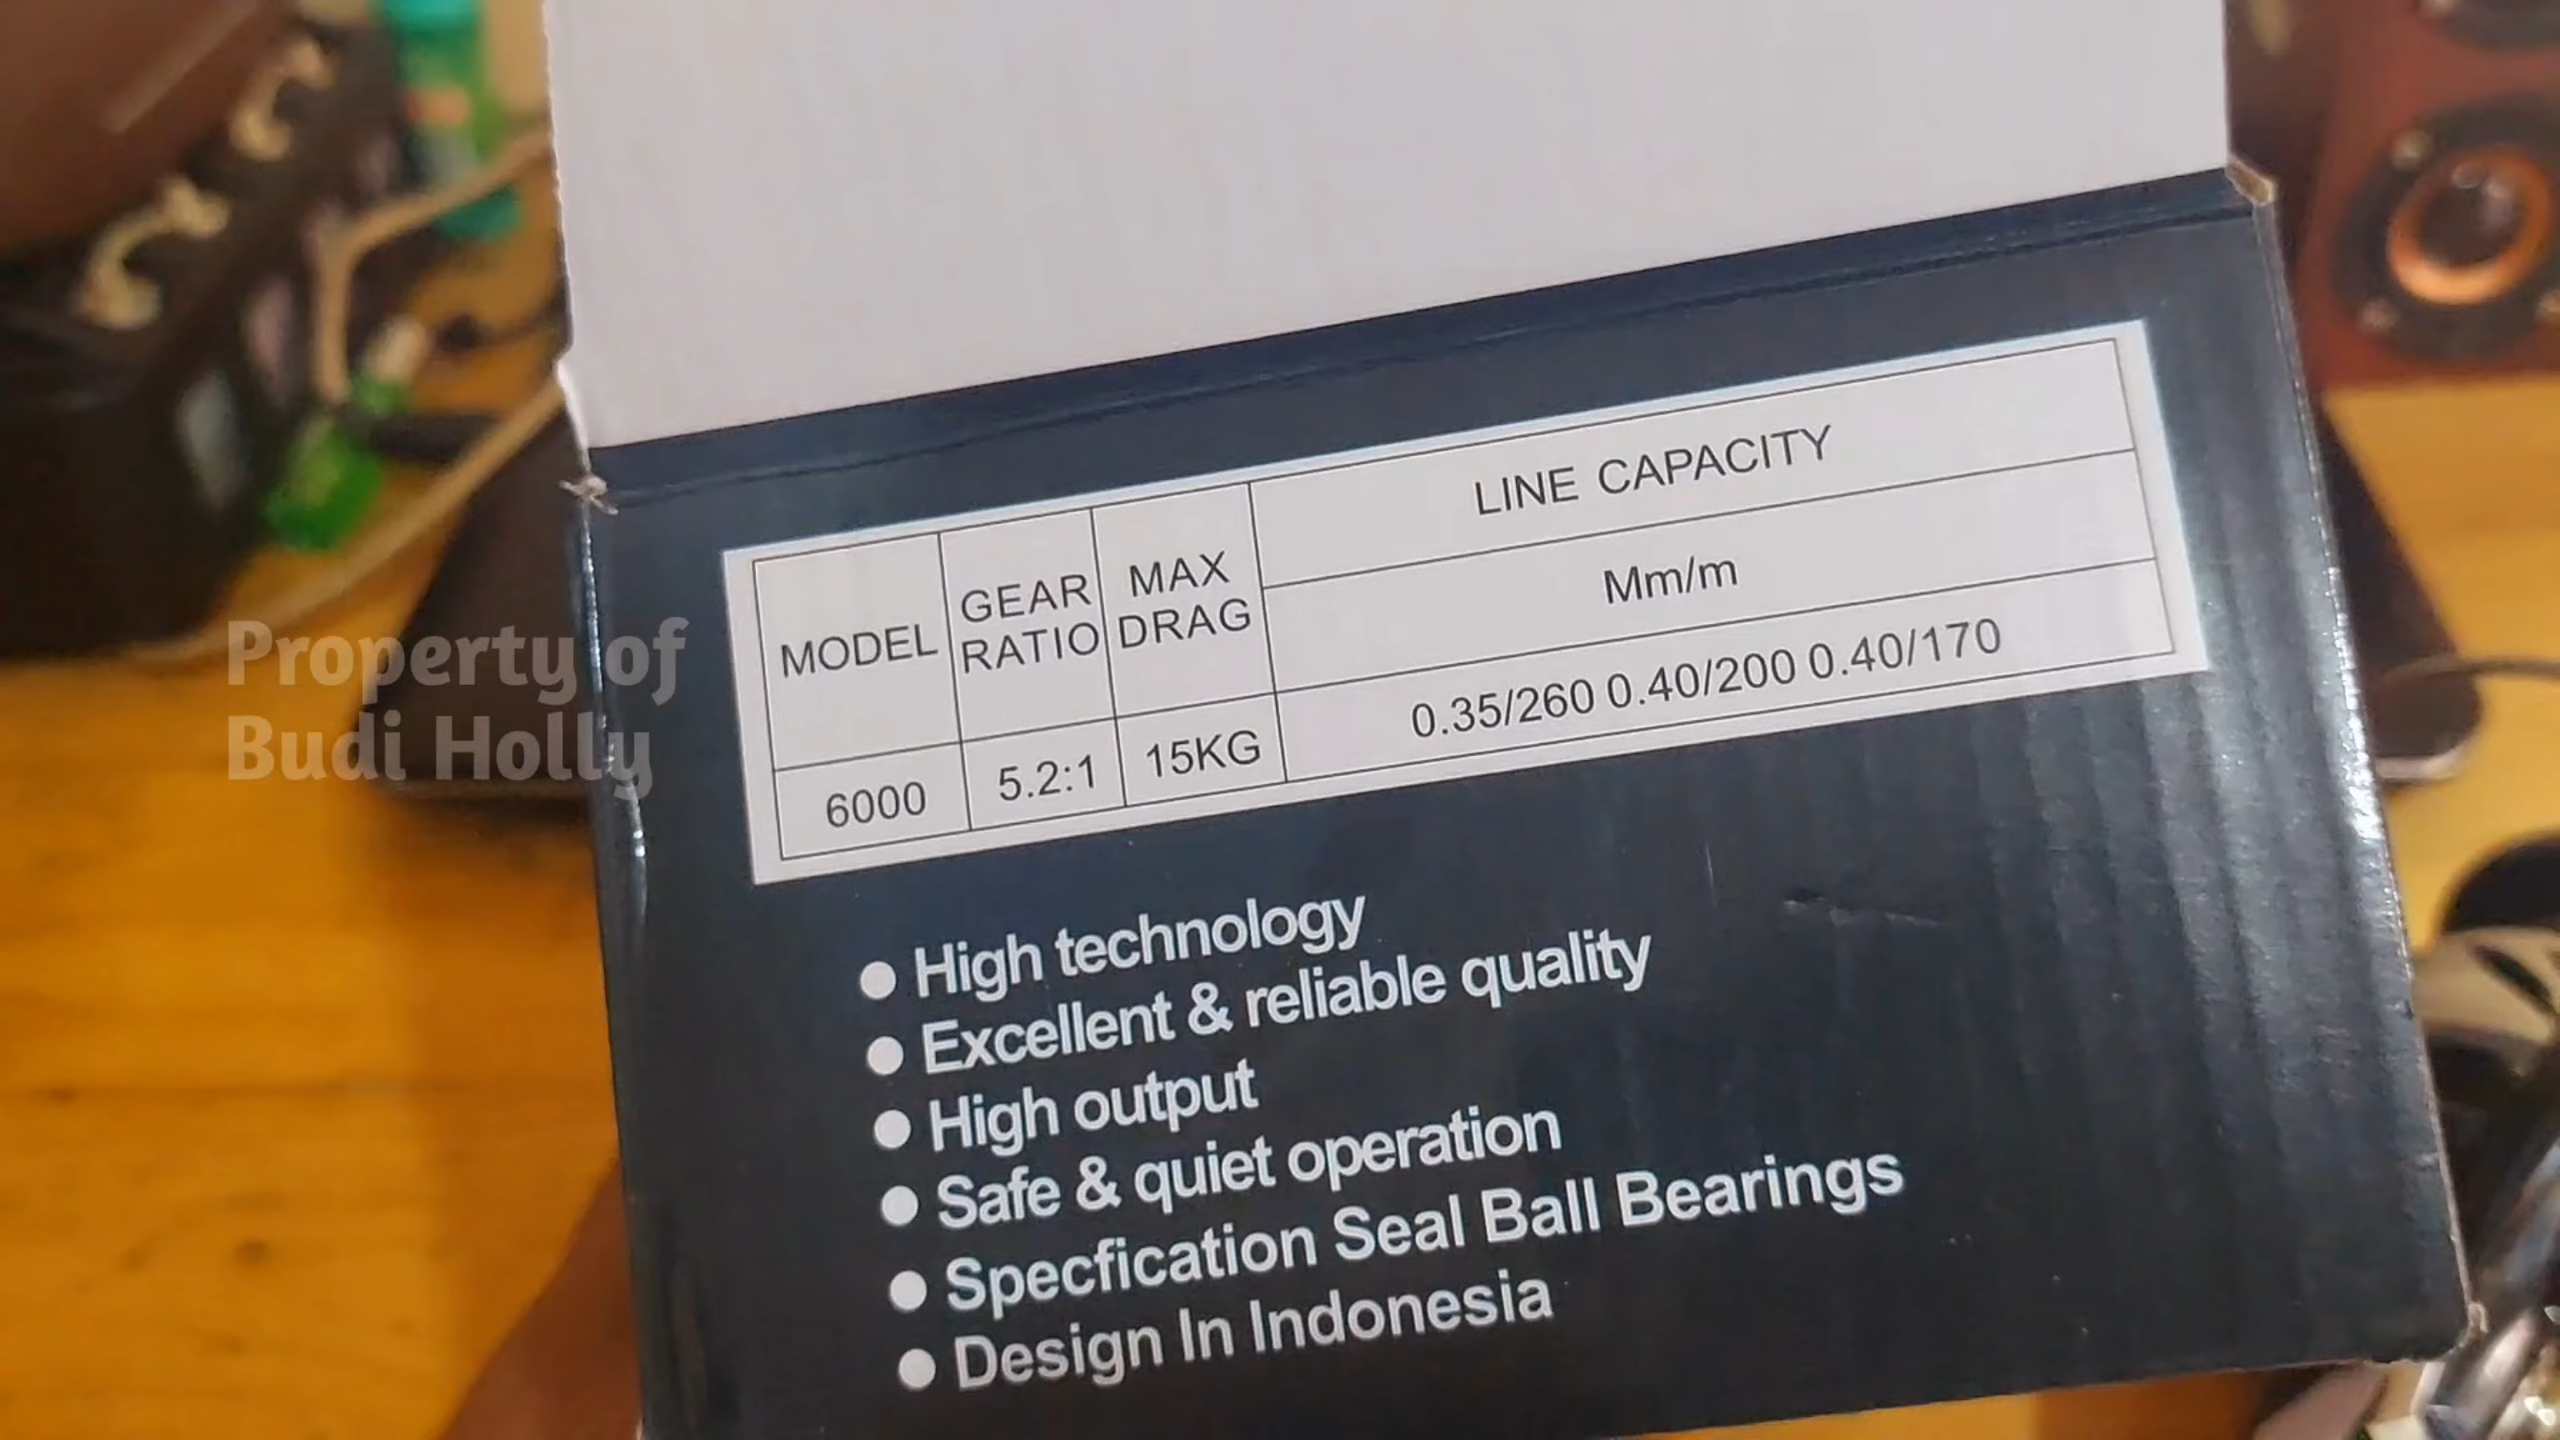 LINE CAPACITY
MODEL
GEAR
RATIO
MAX
DRAG
Mm/m
6000
5.2:1
15KG
0.35/260 0.40/200 0.40/170
● High technology
● Excellent & reliable quality
● High output
● Safe & quiet operation
● Specfication Seal Ball Bearings
● Design In Indonesia
Property of
Budi Holly